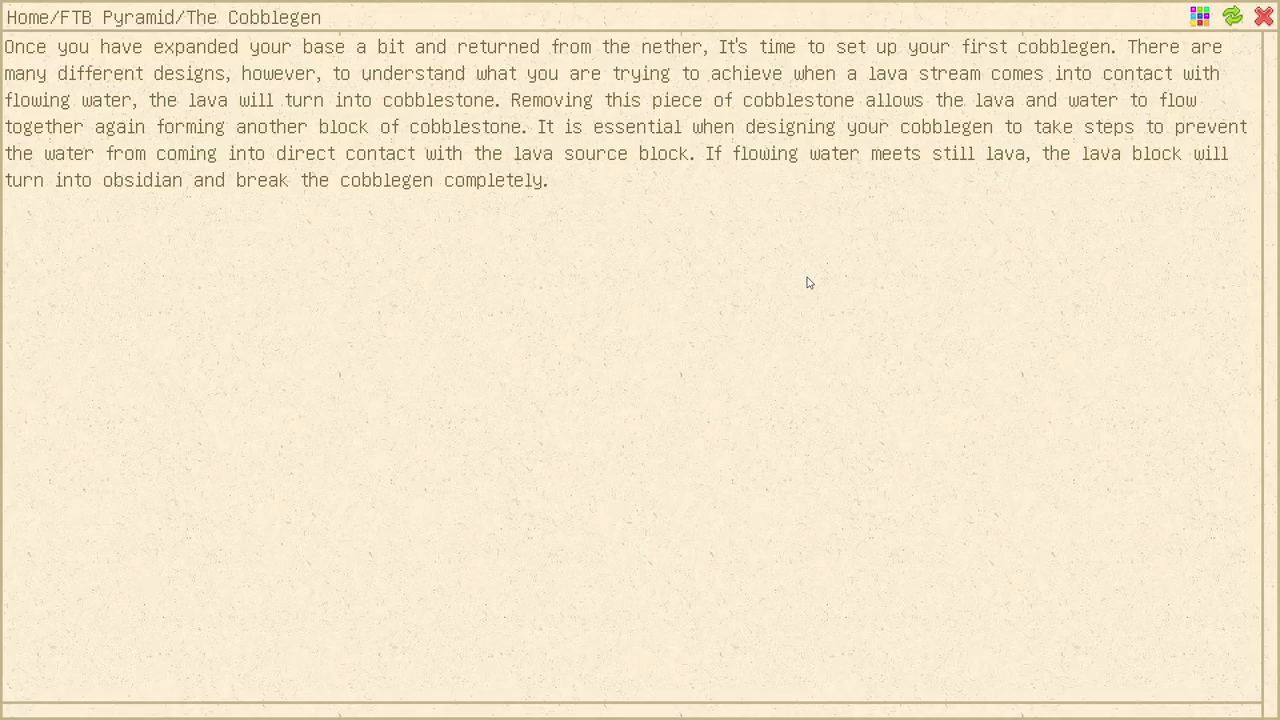 Home/FTB Pyramid/The Cobblegen
Once you have expanded your base a bit and returned from the nether, It's time to set up your first cobblegen. There are
many different designs, however, to understand what you are trying to achieve when a lava stream comes into contact with
flowing water, the lava will turn into cobblestone. Removing this piece of cobblestone allows the lava and water to flow
together again forming another block of cobblestone. It is essential when designing your cobblegen to take steps to prevent
the water from coming into direct contact with the lava source block. If flowing water meets still lava, the lava block will
turn into obsidian and break the cobblegen completely.